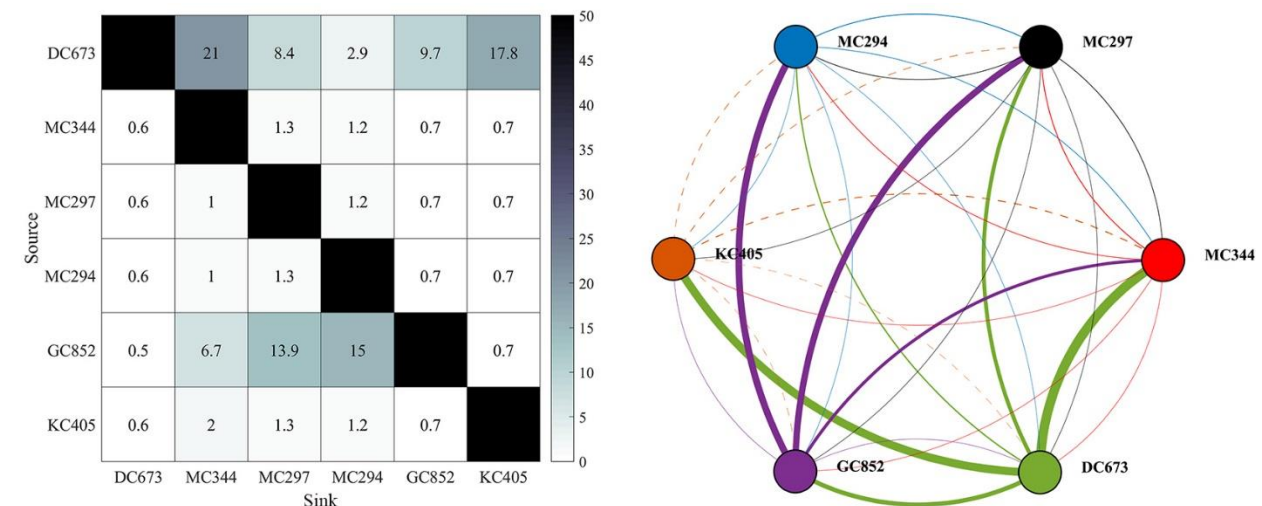 50
DC673 21 8.4 2.9 9.7 17.8
45
40
MC344 0.6 1.3 1.2 0.7 0.7
35
30
MC297 0.6 1 1.2 0.7 0.7
25
Source
20
MC294 0.6 1 1.3 0.7 0.7
15
GC852 0.5 6.7 13.9 15 0.7
10
5
KC405 0.6 2 1.3 1.2 0.7
0
DC673 MC344 MC297 MC294 GC852 KC405
Sink
MC294 MC297
KC405 MC344
GC852 DC673